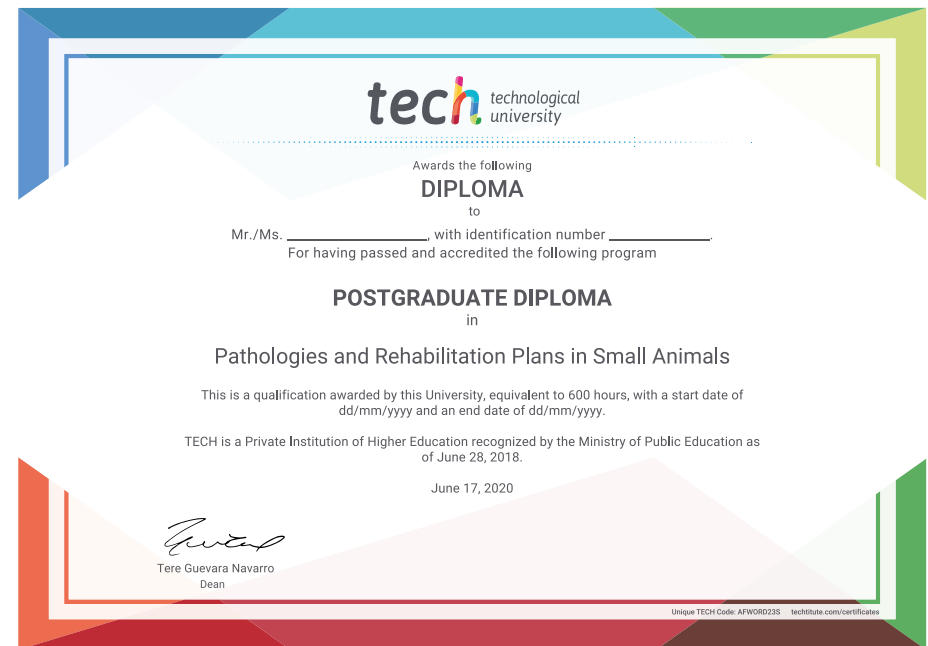 tech technological
university
Awards the following
DIPLOMA
to
Mr./Ms. ____________________, with identification number ______________.
For having passed and accredited the following program
POSTGRADUATE DIPLOMA
in
Pathologies and Rehabilitation Plans in Small Animals
This is a qualification awarded by this University, equivalent to 600 hours, with a start date of
dd/mm/yyyy and an end date of dd/mm/yyyy.
TECH is a Private Institution of Higher Education recognized by the Ministry of Public Education as
of June 28, 2018.
June 17, 2020
Tere Guevara Navarro
Dean
Unique TECH Code: AFWORD23S techtitute.com/certificates